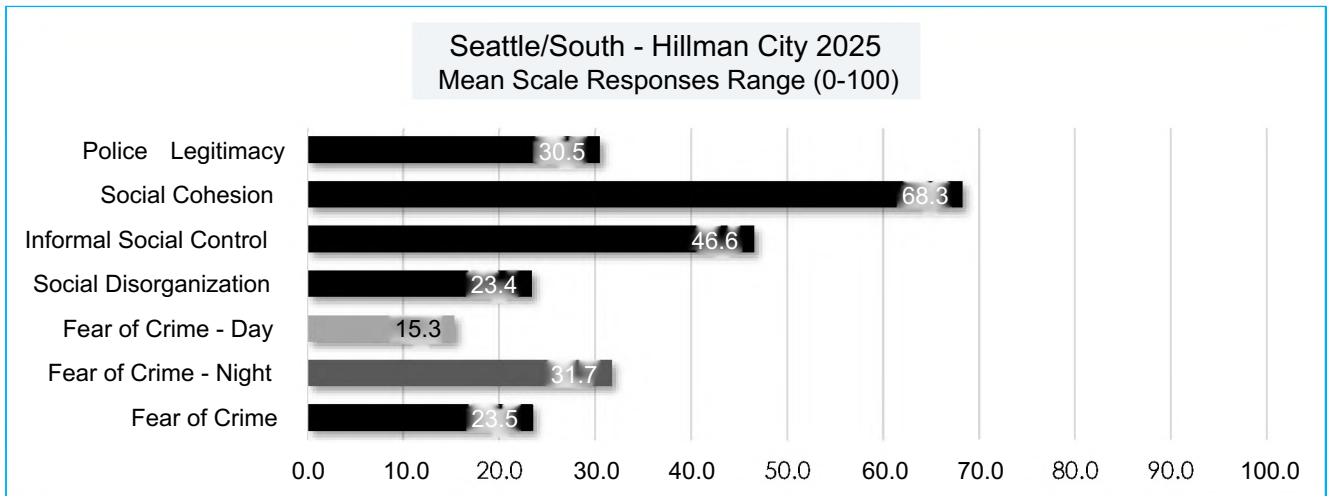 Seattle/South - Hillman City 2025
Mean Scale Responses Range (0-100)
Police Legitimacy 30.5
Social Cohesion 68.3
Informal Social Control 46.6
Social Disorganization 23.4
Fear of Crime - Day 15.3
Fear of Crime - Night 31.7
Fear of Crime 23.5
0.0 10.0 20.0 30.0 40.0 50.0 60.0 70.0 80.0 90.0 100.0